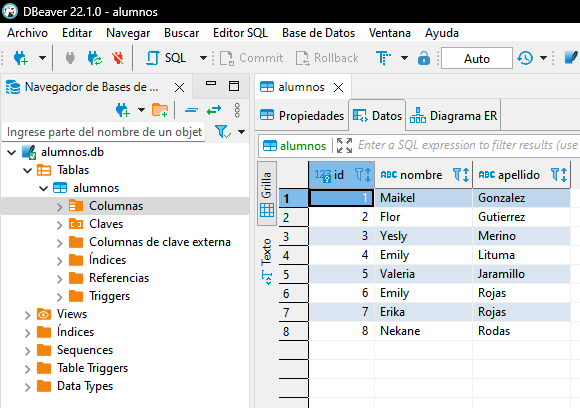 DBeaver 22.1.0 - alumnos
Archivo Editar Navegar Buscar Editor SQL Base de Datos Ventana Ayuda
SQL Commit Rollback Auto
Navegador de Bases de ...
Ingrese parte del nombre de un objet
alumnos.db
Tablas
alumnos
Columnas
Claves
Columnas de clave externa
Índices
Referencias
Triggers
Views
Índices
Sequences
Table Triggers
Data Types
alumnos
Propiedades Datos Diagrama ER
alumnos Enter a SQL expression to filter results (use
Grilla
Texto
123 id ABC nombre ABC apellido
1 1 Maikel Gonzalez
2 2 Flor Gutierrez
3 3 Yesly Merino
4 4 Emily Lituma
5 5 Valeria Jaramillo
6 6 Emily Rojas
7 7 Erika Rojas
8 8 Nekane Rodas